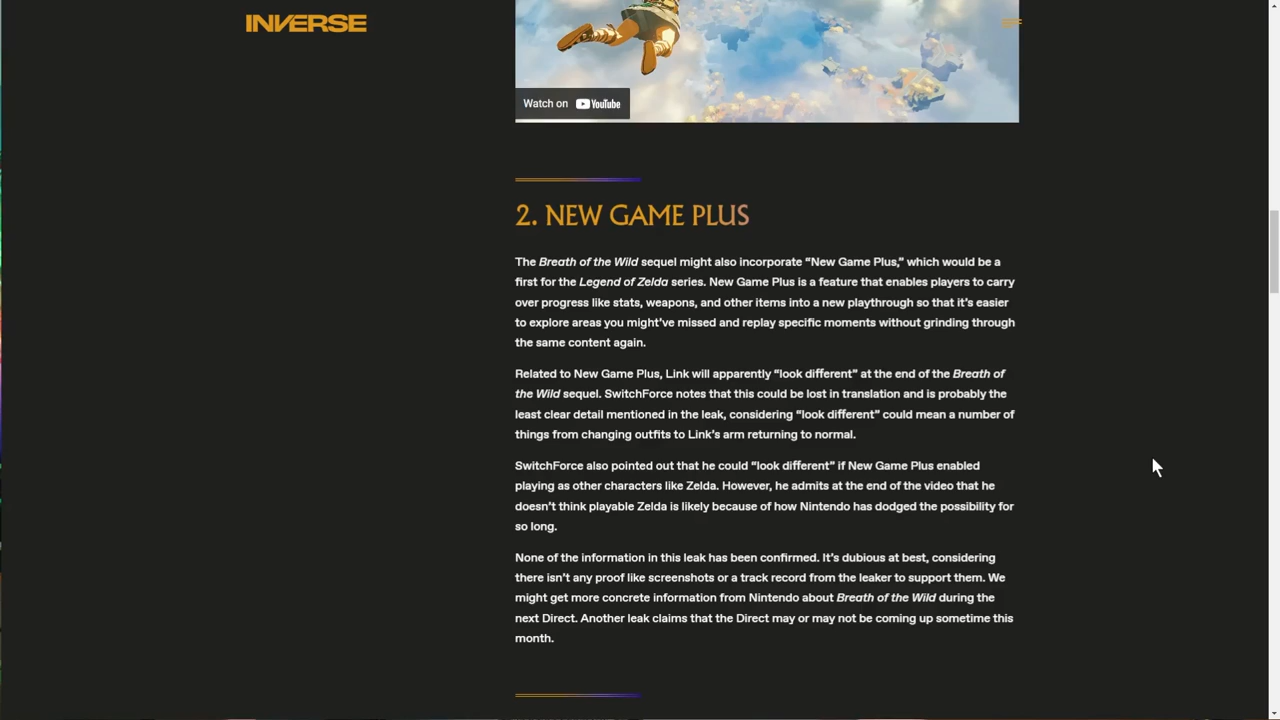 INVERSE
Watch on YouTube
2. NEW GAME PLUS
The Breath of the Wild sequel might also incorporate “New Game Plus,” which would be a
first for the Legend of Zelda series. New Game Plus is a feature that enables players to carry
over progress like stats, weapons, and other items into a new playthrough so that it’s easier
to explore areas you might’ve missed and replay specific moments without grinding through
the same content again.
Related to New Game Plus, Link will apparently “look different” at the end of the Breath of
the Wild sequel. SwitchForce notes that this could be lost in translation and is probably the
least clear detail mentioned in the leak, considering “look different” could mean a number of
things from changing outfits to Link’s arm returning to normal.
SwitchForce also pointed out that he could “look different” if New Game Plus enabled
playing as other characters like Zelda. However, he admits at the end of the video that he
doesn’t think playable Zelda is likely because of how Nintendo has dodged the possibility for
so long.
None of the information in this leak has been confirmed. It’s dubious at best, considering
there isn’t any proof like screenshots or a track record from the leaker to support them. We
might get more concrete information from Nintendo about Breath of the Wild during the
next Direct. Another leak claims that the Direct may or may not be coming up sometime this
month.